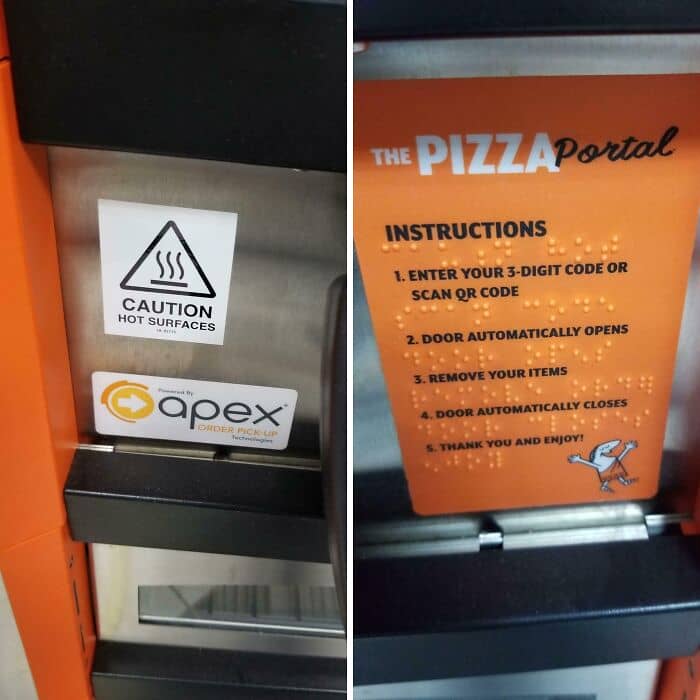 CAUTION
HOT SURFACES
Powered By
apex
ORDER PICK-UP
Technologies
THE PIZZA Portal
INSTRUCTIONS
1. ENTER YOUR 3-DIGIT CODE OR
SCAN QR CODE
2. DOOR AUTOMATICALLY OPENS
3. REMOVE YOUR ITEMS
4. DOOR AUTOMATICALLY CLOSES
5. THANK YOU AND ENJOY!